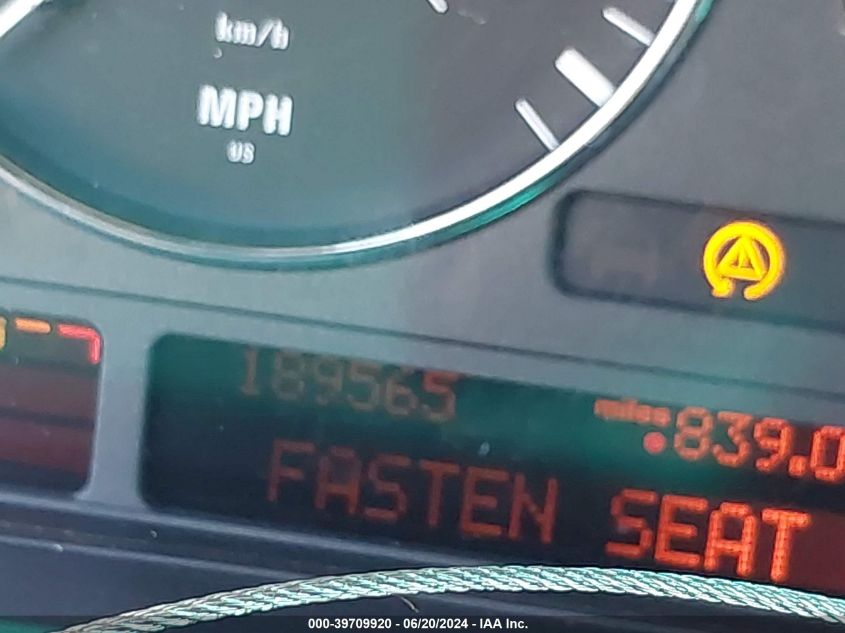 km/h
MPH
US
189565 miles 839.0
FASTEN SEAT
000-39709920 - 06/20/2024 - IAA Inc.